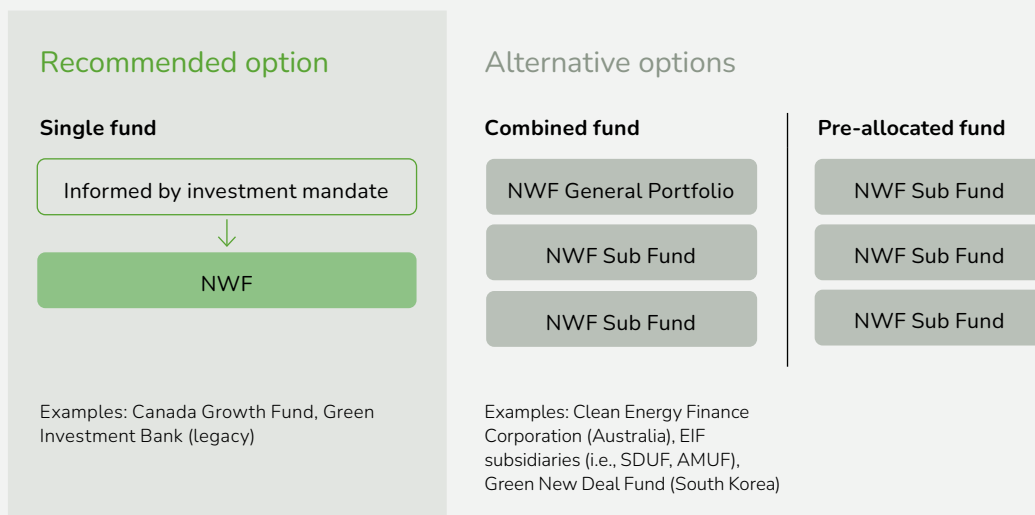 Recommended option
Single fund
Informed by investment mandate
NWF
Examples: Canada Growth Fund, Green
Investment Bank (legacy)
Alternative options
Combined fund
NWF General Portfolio
NWF Sub Fund
NWF Sub Fund
Examples: Clean Energy Finance
Corporation (Australia), EIF
subsidiaries (i.e., SDUF, AMUF),
Green New Deal Fund (South Korea)
Pre-allocated fund
NWF Sub Fund
NWF Sub Fund
NWF Sub Fund